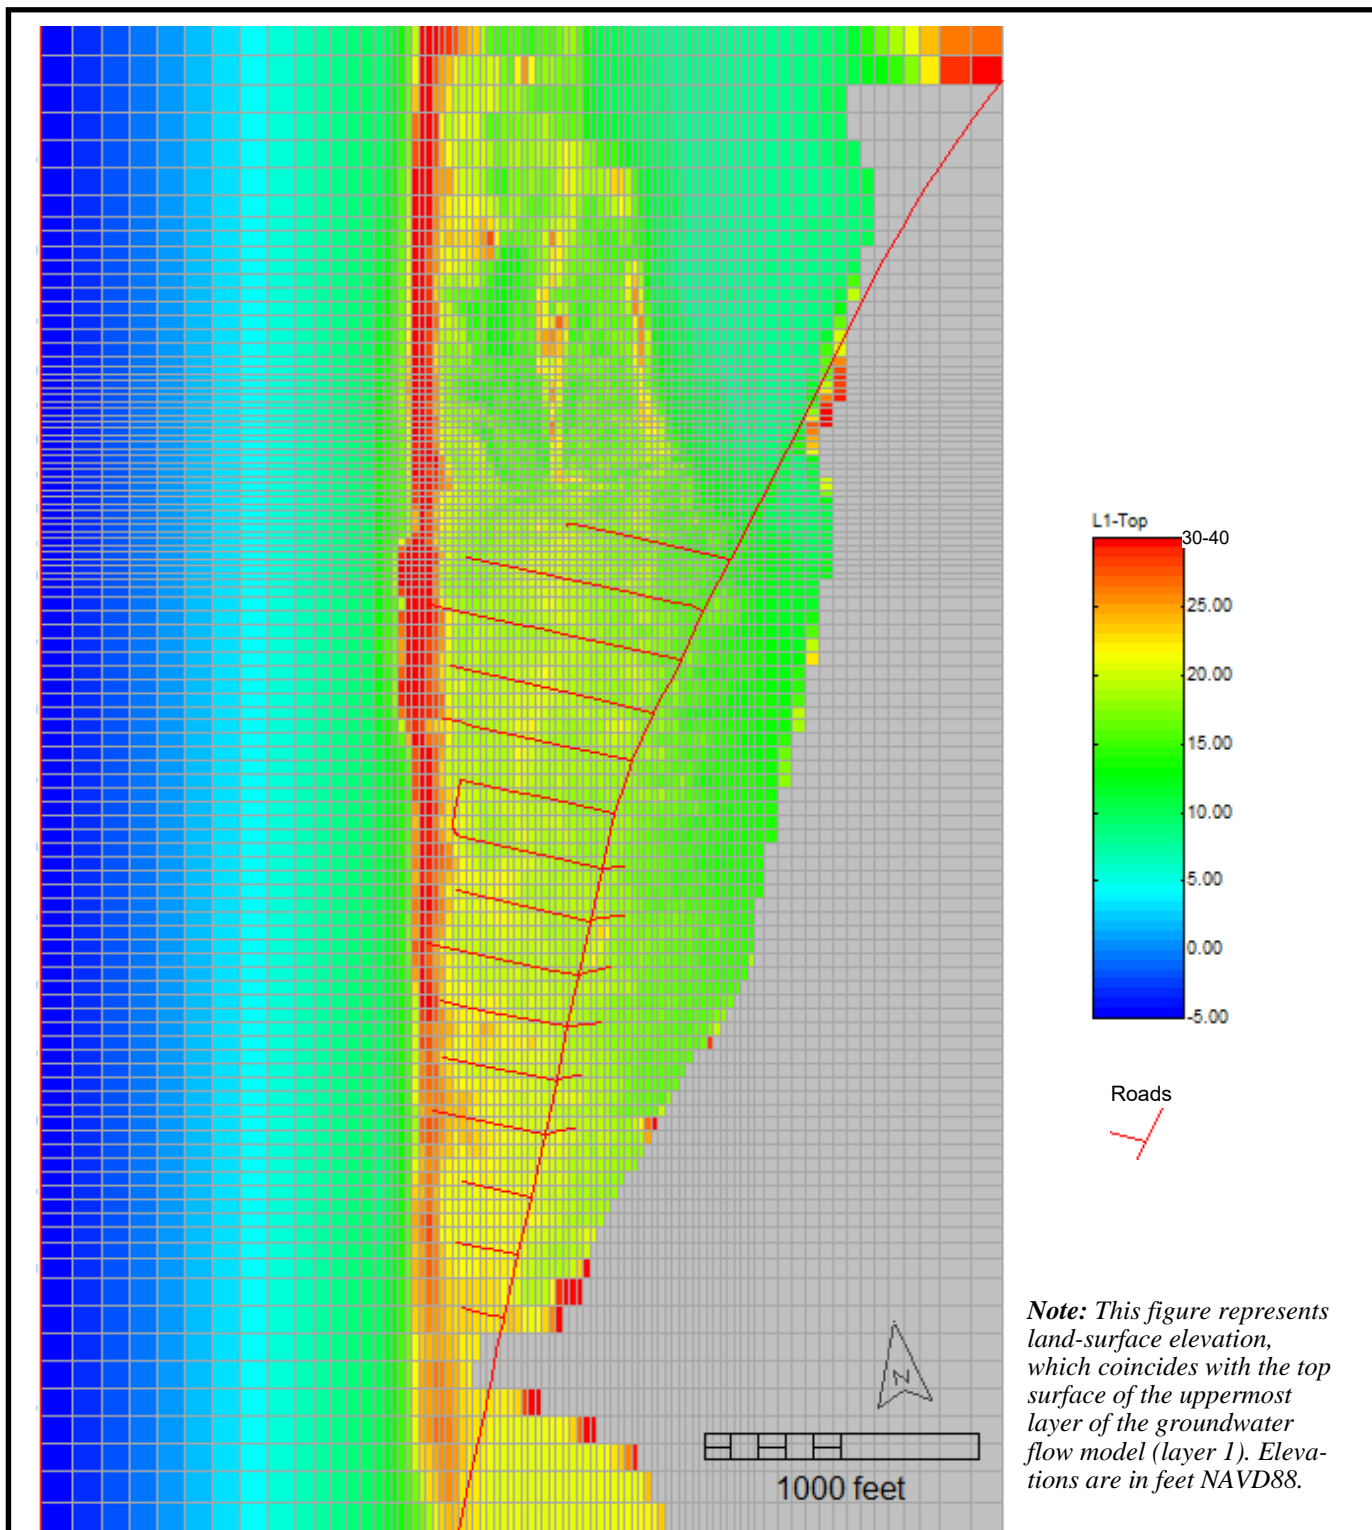 L1-Top
30-40
25.00
20.00
15.00
10.00
5.00
0.00
-5.00
Roads
Note: This figure represents
land-surface elevation,
which coincides with the top
surface of the uppermost
layer of the groundwater
flow model (layer 1). Eleva-
tions are in feet NAVD88.
N
1000 feet